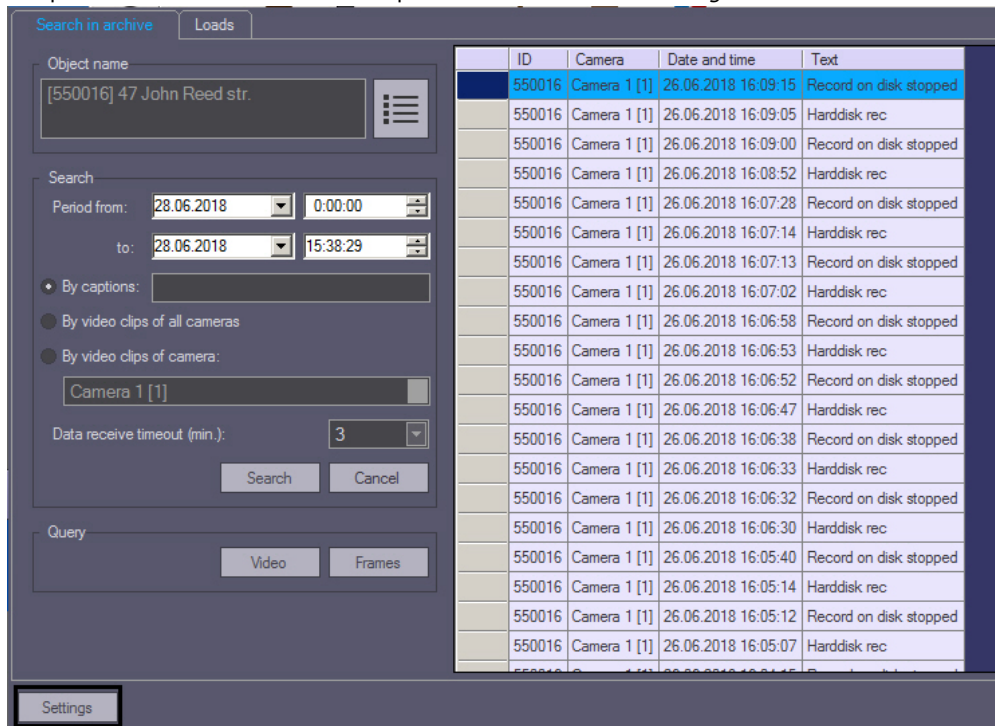 Search in archive Loads
Object name
[550016] 47 John Reed str.
Search
Period from: 28.06.2018 0:00:00
to: 28.06.2018 15:38:29
By captions:
By video clips of all cameras
By video clips of camera:
Camera 1 [1]
Data receive timeout (min.): 3
Search Cancel
Query
Video Frames
Settings
ID Camera Date and time Text
550016 Camera 1 [1] 26.06.2018 16:09:15 Record on disk stopped
550016 Camera 1 [1] 26.06.2018 16:09:05 Harddisk rec
550016 Camera 1 [1] 26.06.2018 16:09:00 Record on disk stopped
550016 Camera 1 [1] 26.06.2018 16:08:52 Harddisk rec
550016 Camera 1 [1] 26.06.2018 16:07:28 Record on disk stopped
550016 Camera 1 [1] 26.06.2018 16:07:14 Harddisk rec
550016 Camera 1 [1] 26.06.2018 16:07:13 Record on disk stopped
550016 Camera 1 [1] 26.06.2018 16:07:02 Harddisk rec
550016 Camera 1 [1] 26.06.2018 16:06:58 Record on disk stopped
550016 Camera 1 [1] 26.06.2018 16:06:53 Harddisk rec
550016 Camera 1 [1] 26.06.2018 16:06:52 Record on disk stopped
550016 Camera 1 [1] 26.06.2018 16:06:47 Harddisk rec
550016 Camera 1 [1] 26.06.2018 16:06:38 Record on disk stopped
550016 Camera 1 [1] 26.06.2018 16:06:33 Harddisk rec
550016 Camera 1 [1] 26.06.2018 16:06:32 Record on disk stopped
550016 Camera 1 [1] 26.06.2018 16:06:30 Harddisk rec
550016 Camera 1 [1] 26.06.2018 16:05:40 Record on disk stopped
550016 Camera 1 [1] 26.06.2018 16:05:14 Harddisk rec
550016 Camera 1 [1] 26.06.2018 16:05:12 Record on disk stopped
550016 Camera 1 [1] 26.06.2018 16:05:07 Harddisk rec